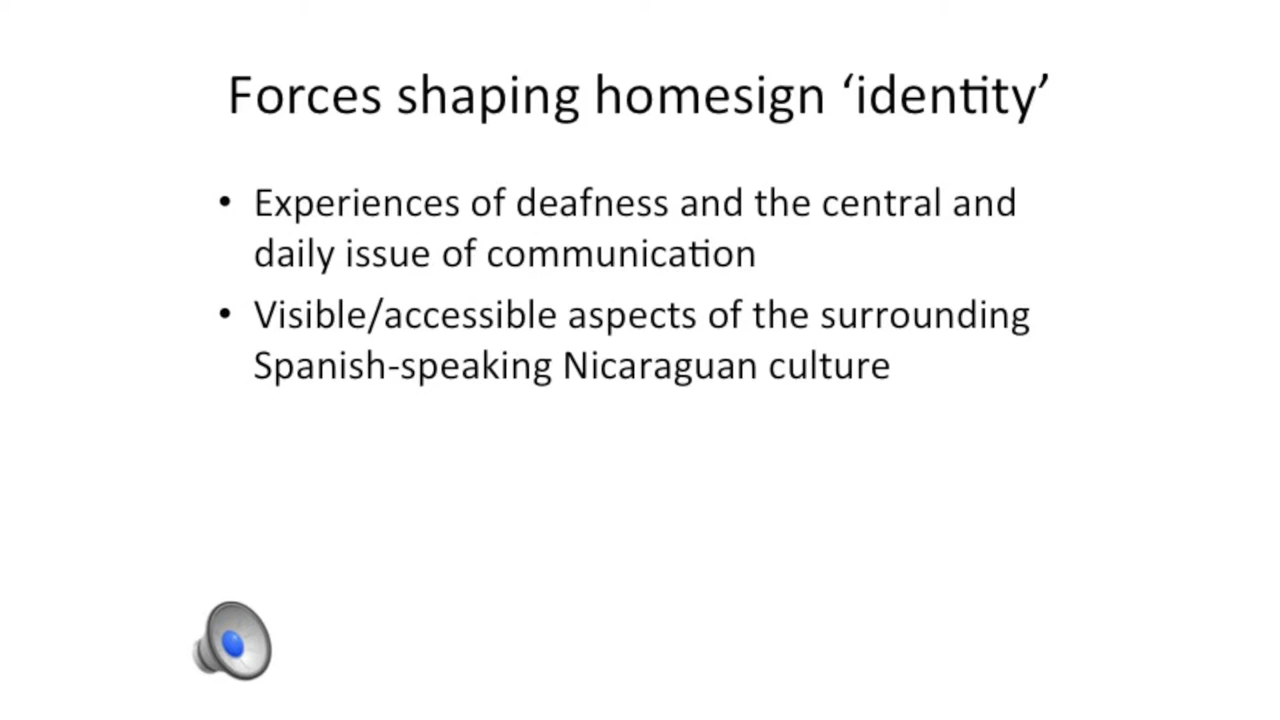 Forces shaping homesign ‘identity’
• Experiences of deafness and the central and
daily issue of communication
• Visible/accessible aspects of the surrounding
Spanish-speaking Nicaraguan culture